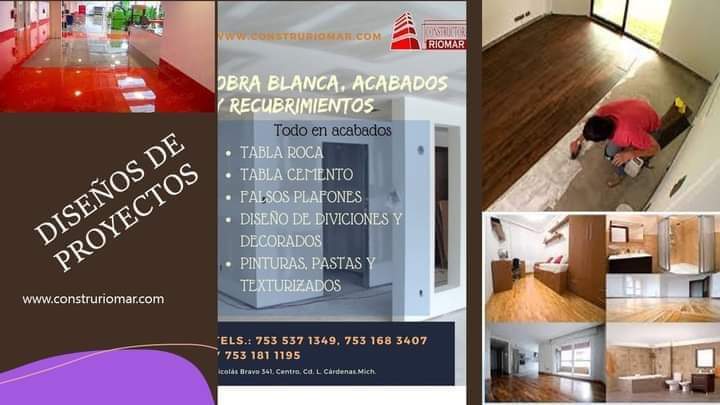 DISEÑOS DE
PROYECTOS
www.construriomar.com
WWW.CONSTRURIOMAR.COM
CONSTRUCTOR
RIOMAR
OBRA BLANCA, ACABADOS
Y RECUBRIMIENTOS
Todo en acabados
• TABLA ROCA
• TABLA CEMENTO
• FALSOS PLAFONES
• DISEÑO DE DIVICIONES Y
DECORADOS
• PINTURAS, PASTAS Y
TEXTURIZADOS
TELS.: 753 537 1349, 753 168 3407
Y 753 181 1195
icolás Bravo 341, Centro, Cd. L. Cárdenas,Mich.